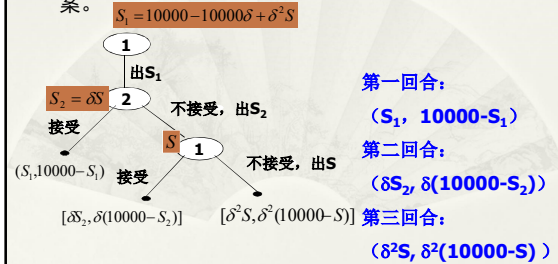 案。
S₁ = 10000 − 10000δ + δ²S
1
出S₁
S₂ = δS
2
接受
不接受，出S₂
(S₁,10000 − S₁)
S
1
接受
不接受，出S
[δS₂, δ(10000 − S₂)]
[δ²S, δ²(10000 − S)]
第一回合：
（S₁，10000-S₁）
第二回合：
（δS₂, δ(10000-S₂)）
第三回合：
（δ²S, δ²(10000-S) ）